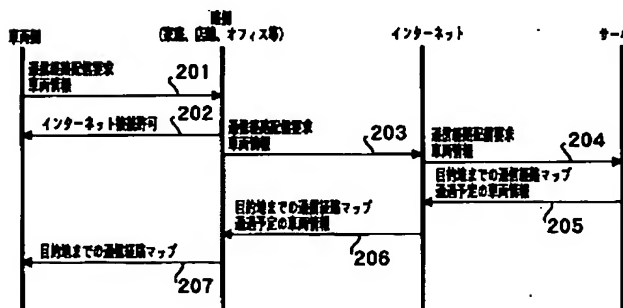 車両側
路側
(家庭、店舗、オフィス等)
インターネット
サーバ
通信経路配信要求
車両情報
201
インターネット接続許可
202
通信経路配信要求
車両情報
203
通信経路配信要求
車両情報
204
目的地までの通信経路マップ
通過予定の車両情報
205
目的地までの通信経路マップ
通過予定の車両情報
206
目的地までの通信経路マップ
207